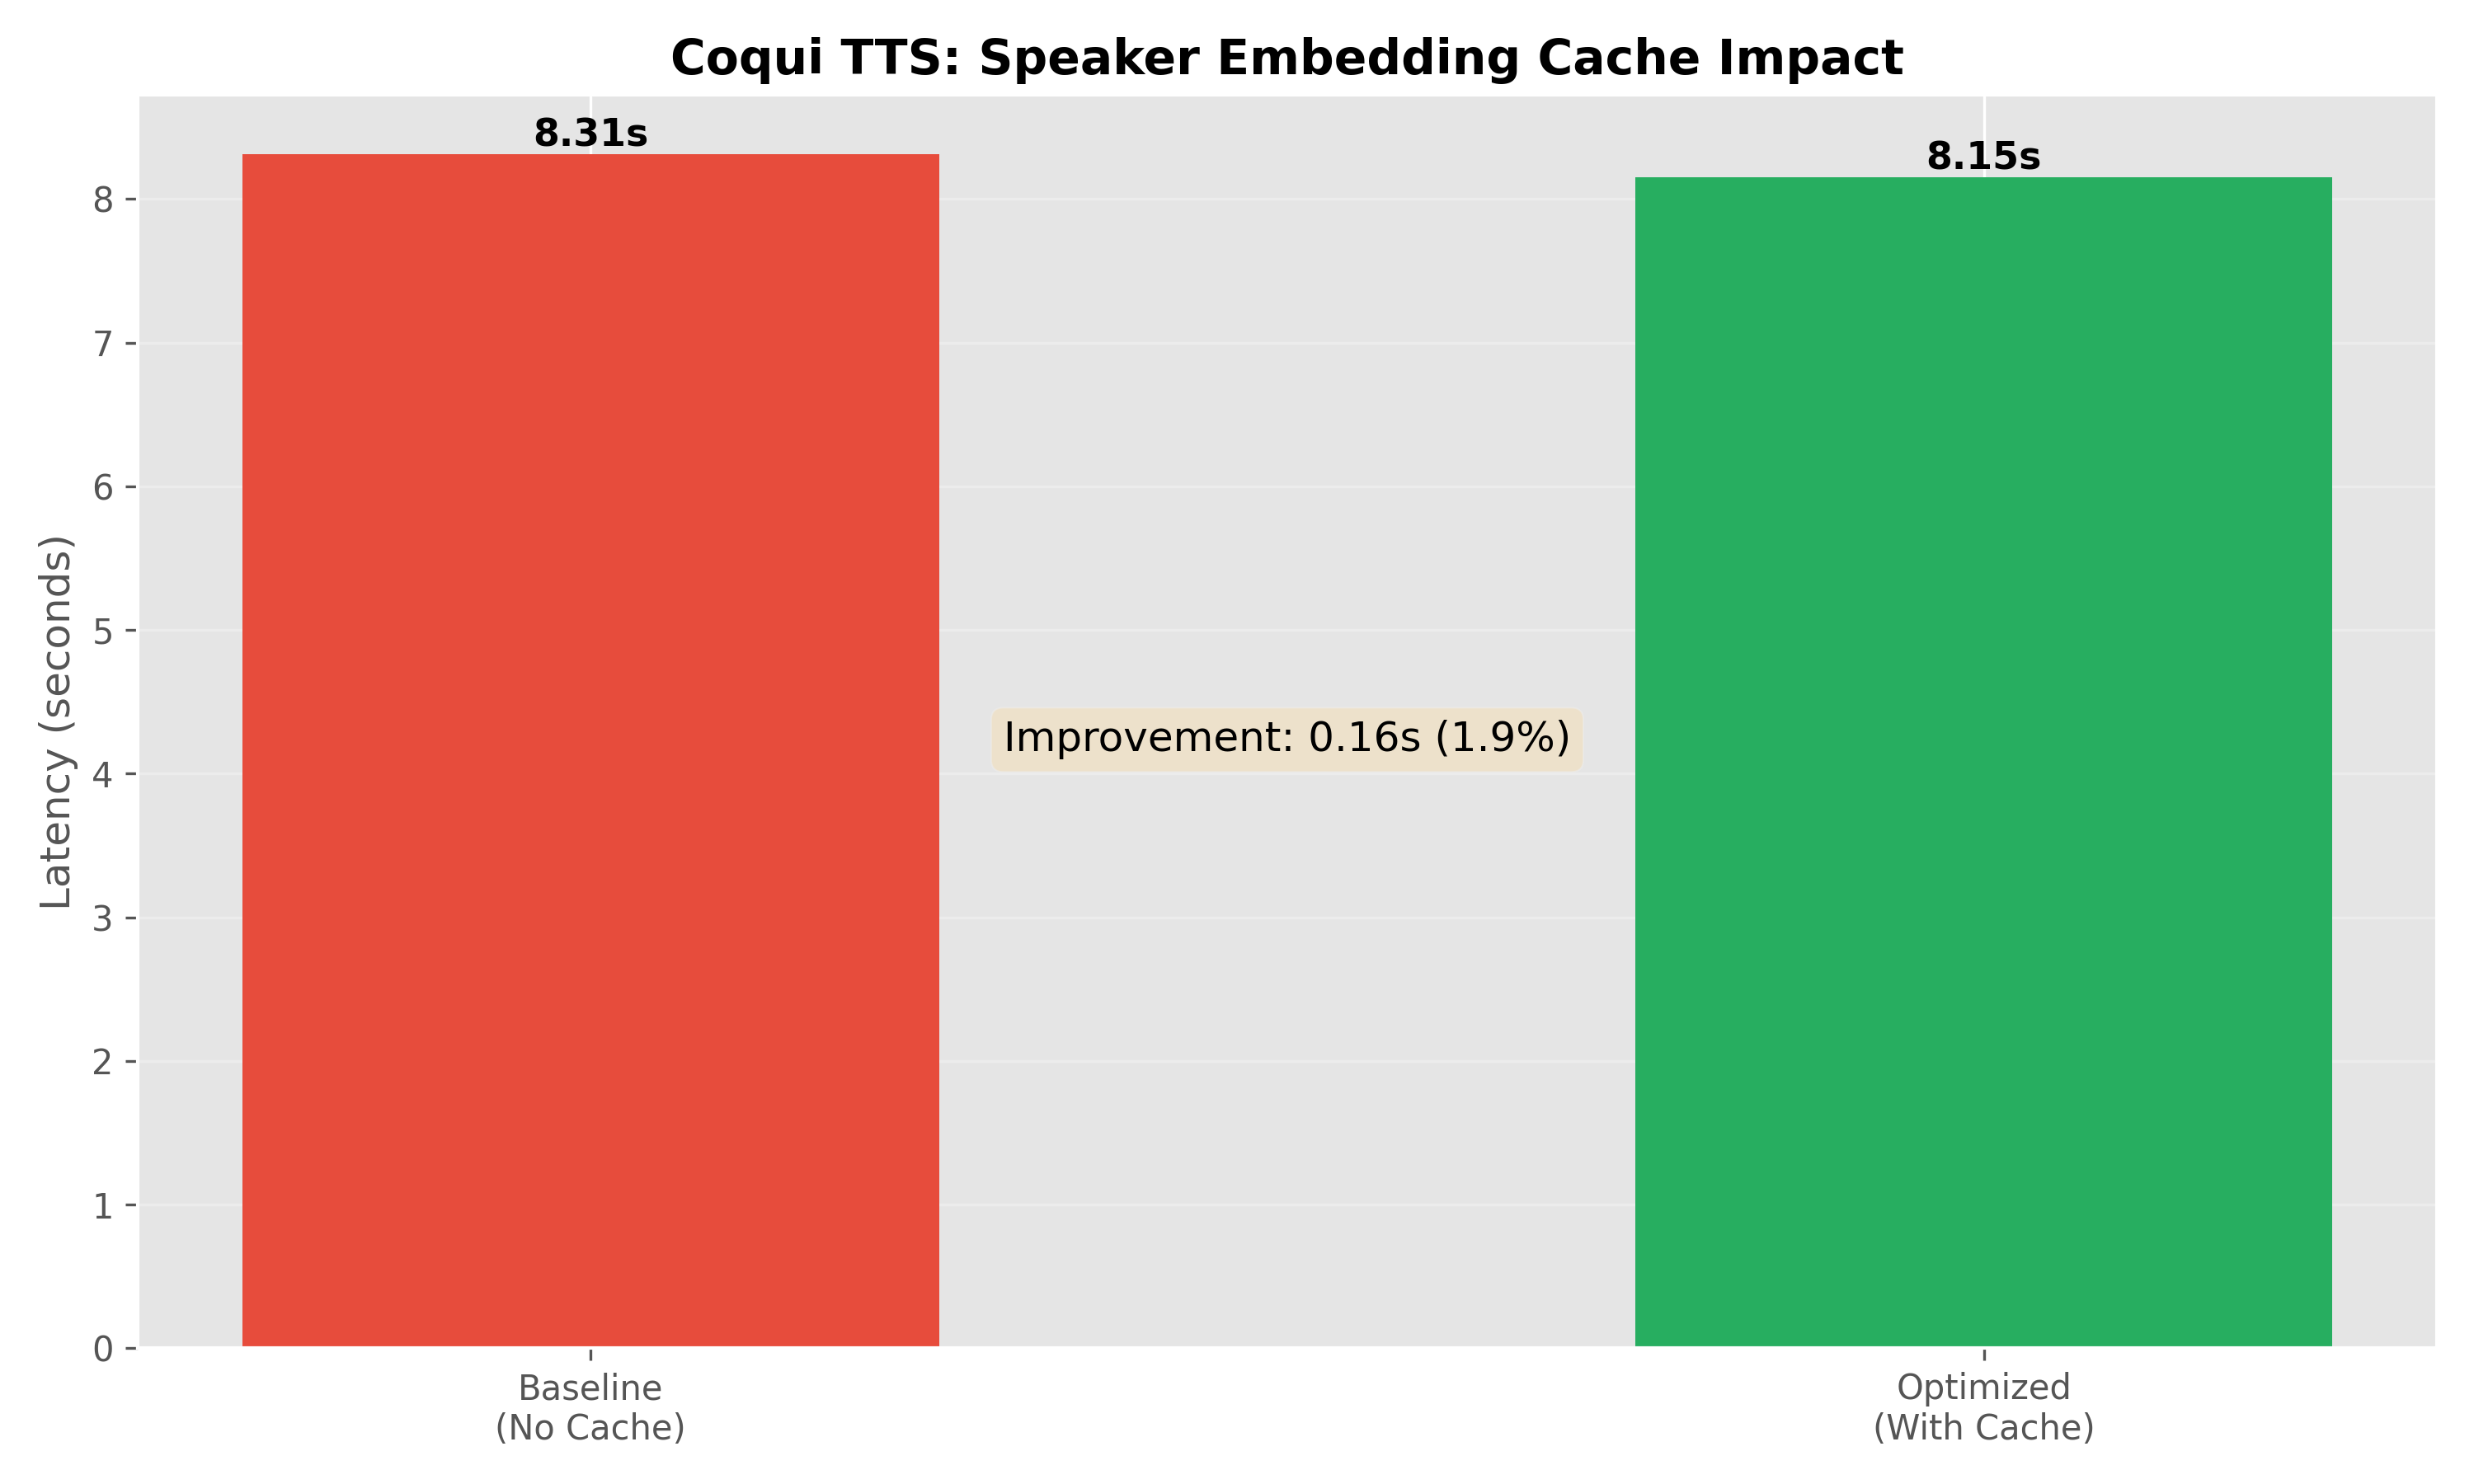 Coqui TTS: Speaker Embedding Cache Impact
8.31s
8.15s
8
7
6
5
4
3
2
1
0
Latency (seconds)
Improvement: 0.16s (1.9%)
Baseline
(No Cache)
Optimized
(With Cache)